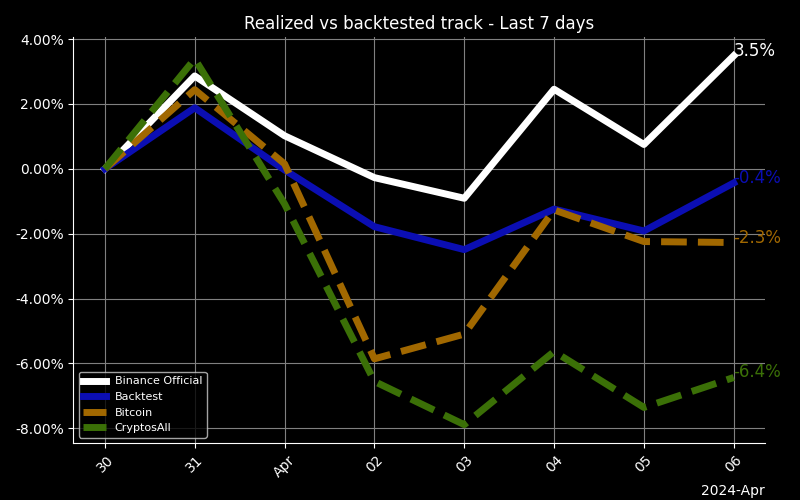 Realized vs backtested track - Last 7 days
4.00%
2.00%
0.00%
-2.00%
-4.00%
-6.00%
-8.00%
3.5%
-0.4%
-2.3%
-6.4%
Binance Official
Backtest
Bitcoin
CryptosAll
30
31
Apr
02
03
04
05
06
2024-Apr